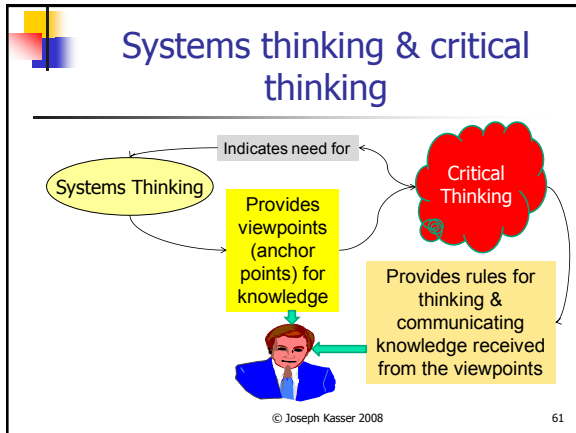 Systems thinking & critical
thinking
Indicates need for
Systems Thinking
Critical
Thinking
Provides
viewpoints
(anchor
points) for
knowledge
Provides rules for
thinking &
communicating
knowledge received
from the viewpoints
© Joseph Kasser 2008
61